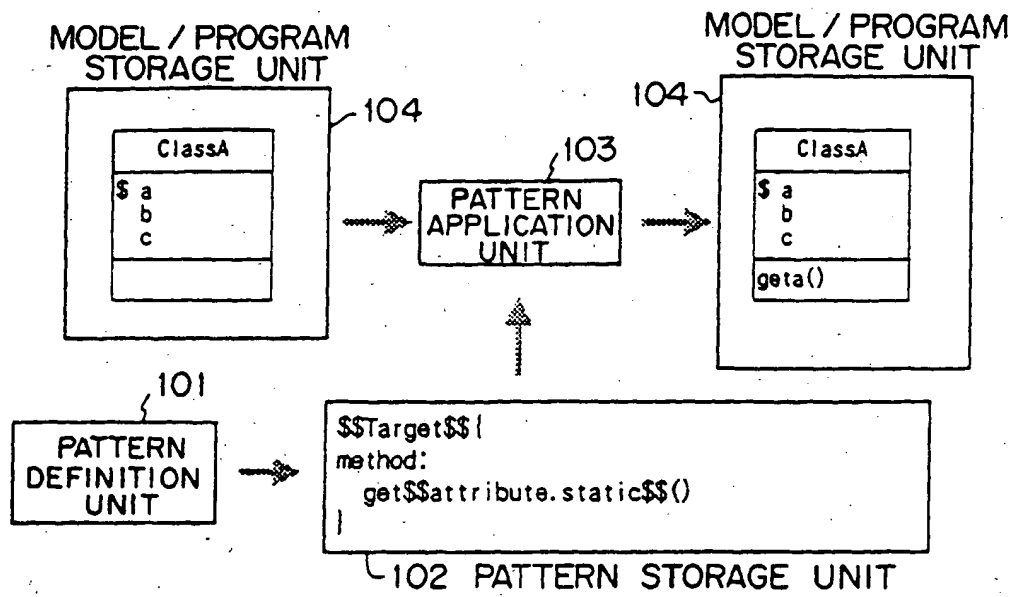 MODEL / PROGRAM
STORAGE UNIT
104
ClassA
$ a
b
c
103
PATTERN
APPLICATION
UNIT
MODEL / PROGRAM
STORAGE UNIT
104
ClassA
$ a
b
c
geta()
101
PATTERN
DEFINITION
UNIT
$$Target$${
method:
get$$attribute.static$$()
}
102 PATTERN STORAGE UNIT